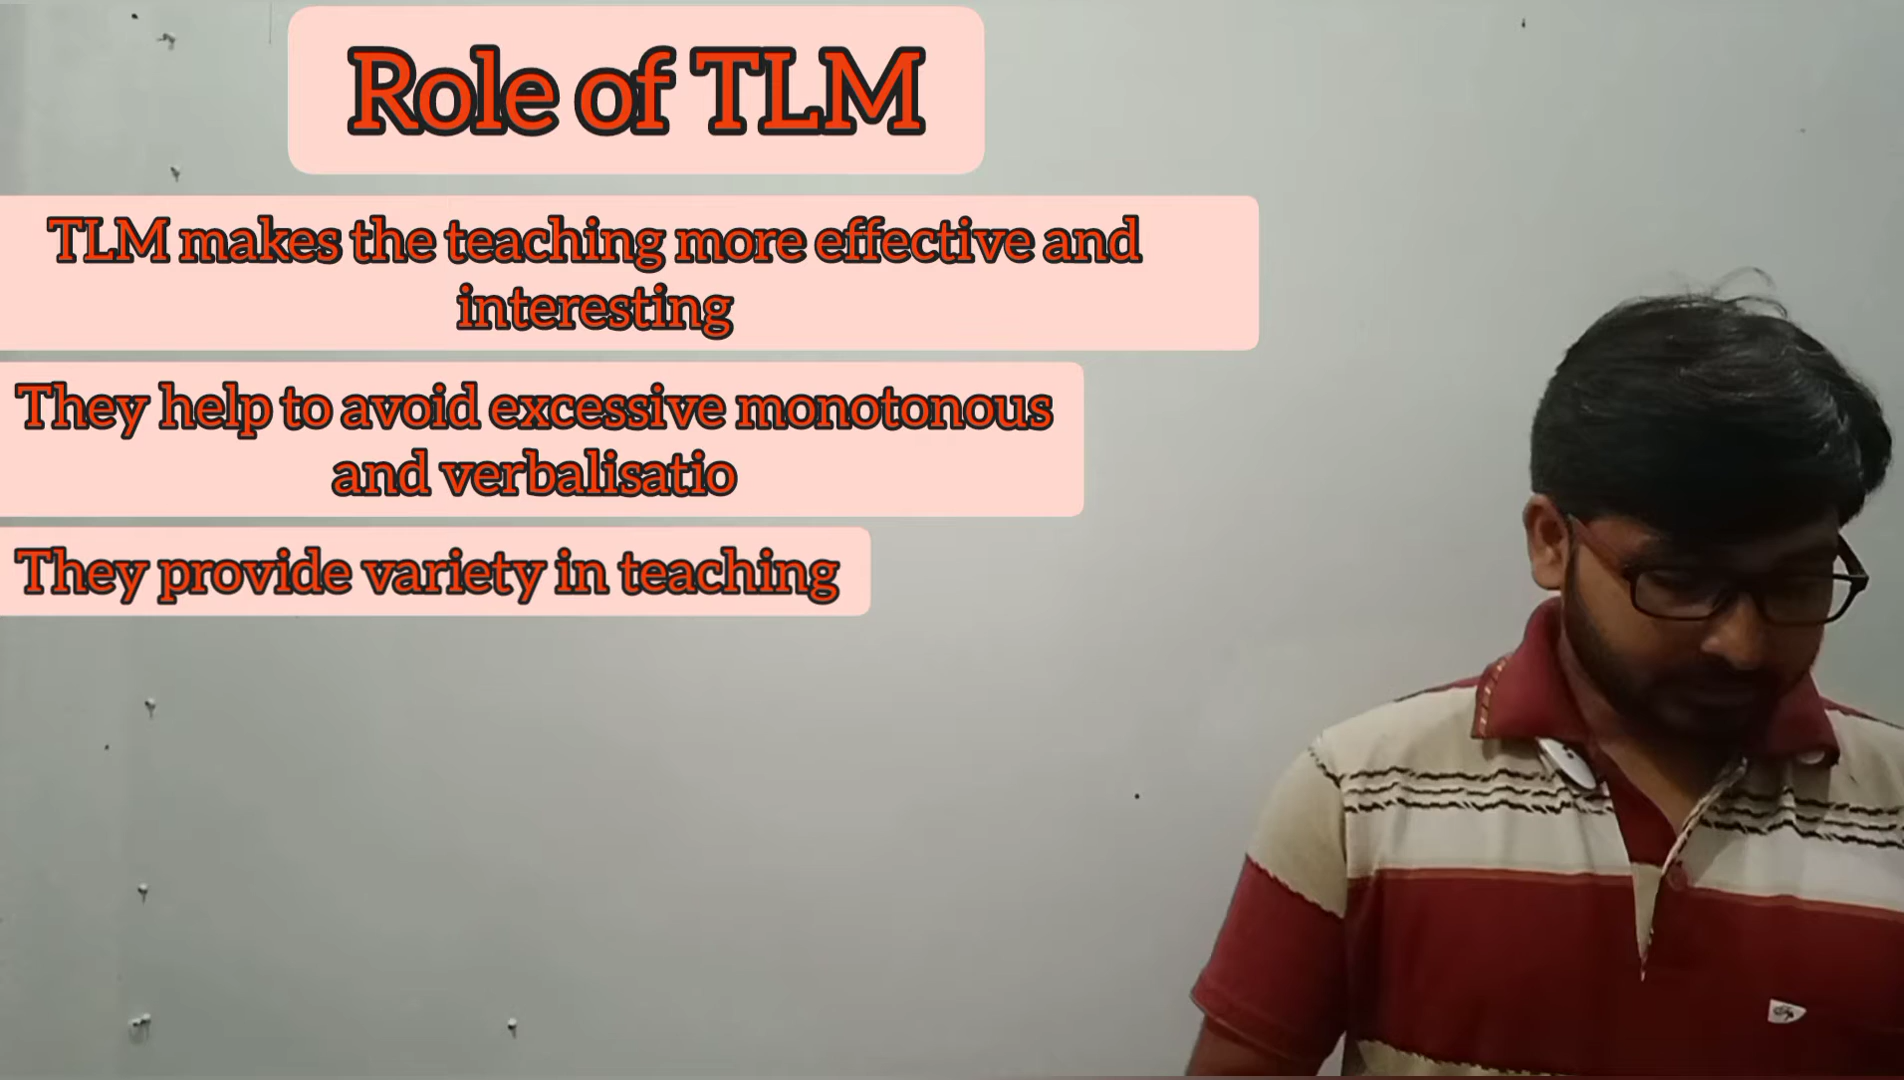 Role of TLM
TLM makes the teaching more effective and
interesting
They help to avoid excessive monotonous
and verbalisatio
They provide variety in teaching